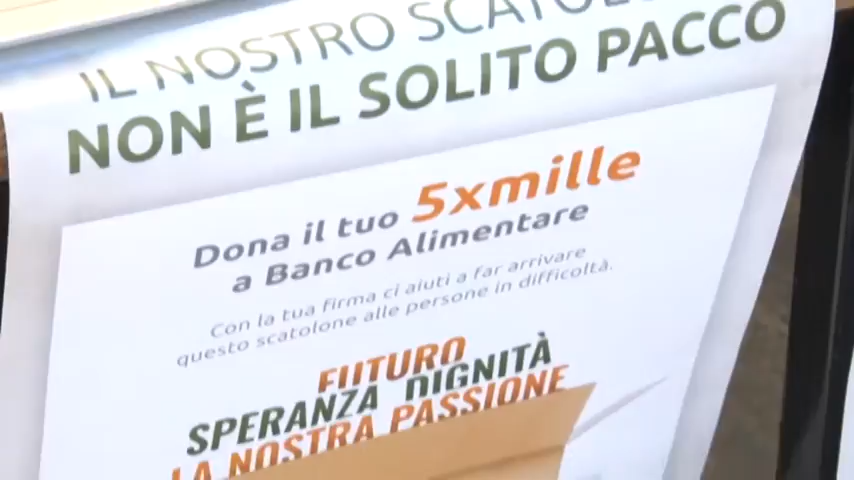 IL NOSTRO SCATOLONE
NON È IL SOLITO PACCO
Dona il tuo 5xmille
a Banco Alimentare
Con la tua firma ci aiuti a far arrivare
questo scatolone alle persone in difficoltà.
FUTURO
SPERANZA DIGNITÀ
LA NOSTRA PASSIONE